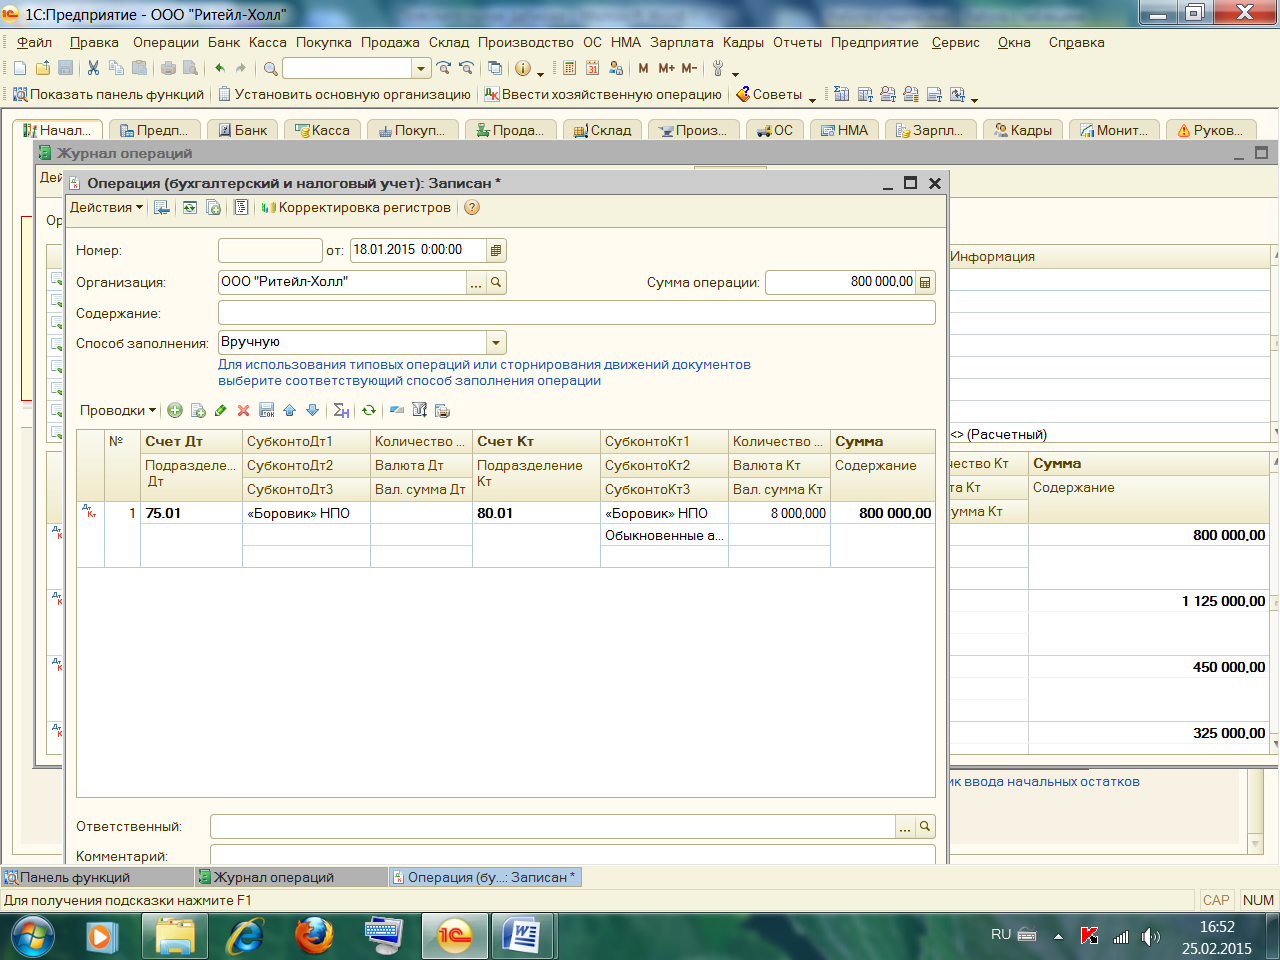 1С:Предприятие - ООО "Ритейл-Холл"
Файл Правка Операции Банк Касса Покупка Продажа Склад Производство ОС НМА Зарплата Кадры Отчеты Предприятие Сервис Окна Справка
M M+ M-
Показать панель функций Установить основную организацию Ввести хозяйственную операцию Советы
Начал... Предп... Банк Касса Покуп... Прода... Склад Произ... ОС НМА Зарпл... Кадры Монит... Руков...
Журнал операций
Дей
Операция (бухгалтерский и налоговый учет): Записан *
Действия Корректировка регистров
Ор
Номер: от: 18.01.2015 0:00:00
Информация
Организация: ООО "Ритейл-Холл" ... Сумма операции: 800 000,00
Содержание:
Способ заполнения: Вручную
Для использования типовых операций или сторнирования движений документов
выберите соответствующий способ заполнения операции
Проводки
<> (Расчетный)
№ Счет Дт СубконтоДт1 Количество ... Счет Кт СубконтоКт1 Количество ... Сумма
Подразделе... Дт СубконтоДт2 Валюта Дт Подразделение Кт СубконтоКт2 Валюта Кт Содержание
СубконтоДт3 Вал. сумма Дт СубконтоКт3 Вал. сумма Кт
1 75.01 «Боровик» НПО 80.01 «Боровик» НПО 8 000,000 800 000,00
Обыкновенные а...
чество Кт Сумма
та Кт Содержание
умма Кт
800 000,00
1 125 000,00
450 000,00
325 000,00
ик ввода начальных остатков
Ответственный: ...
Комментарий:
Панель функций Журнал операций Операция (бу...: Записан *
Для получения подсказки нажмите F1 CAP NUM
RU 16:52
25.02.2015